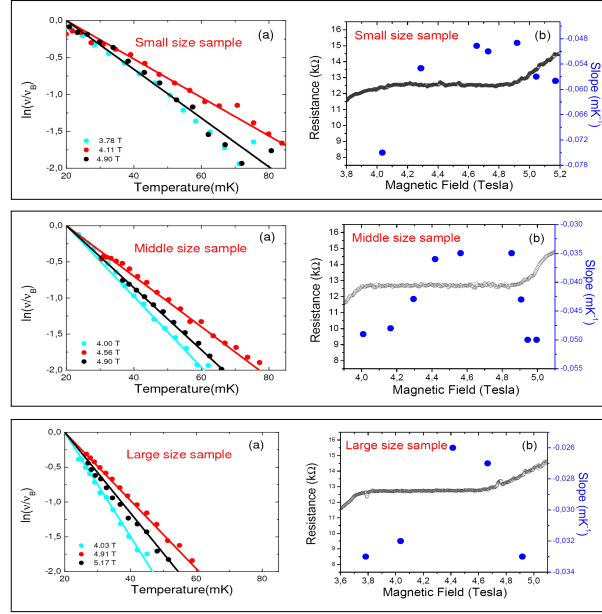 Small size sample
(a)
0,0
-0,5
-1,0
-1,5
-2,0
ln(ν/ν_B)
3.78 T
4.11 T
4.90 T
20 40 60 80
Temperature(mK)
Small size sample
(b)
16
15
14
13
12
11
10
9
8
Resistance (kΩ)
3,8 4,0 4,2 4,4 4,6 4,8 5,0 5,2
Magnetic Field (Tesla)
-0,048
-0,054
-0,060
-0,066
-0,072
-0,078
Slope (mK⁻¹)
Middle size sample
(a)
0,0
-0,5
-1,0
-1,5
-2,0
ln(ν/ν_B)
4.00 T
4.56 T
4.90 T
20 40 60 80
Temperature(mK)
Middle size sample
(b)
16
15
14
13
12
11
10
9
8
Resistance (kΩ)
4,0 4,2 4,4 4,6 4,8 5,0
Magnetic Field (Tesla)
-0,030
-0,035
-0,040
-0,045
-0,050
-0,055
Slope (mK⁻¹)
Large size sample
(a)
0,0
-0,5
-1,0
-1,5
-2,0
ln(ν/ν_B)
4.03 T
4.91 T
5.17 T
20 40 60 80
Temperature(mK)
Large size sample
(b)
16
15
14
13
12
11
10
9
8
Resistance (kΩ)
3,6 3,8 4,0 4,2 4,4 4,6 4,8 5,0
Magnetic Field (Tesla)
-0,026
-0,028
-0,029
-0,031
-0,033
Slope (mK⁻¹)